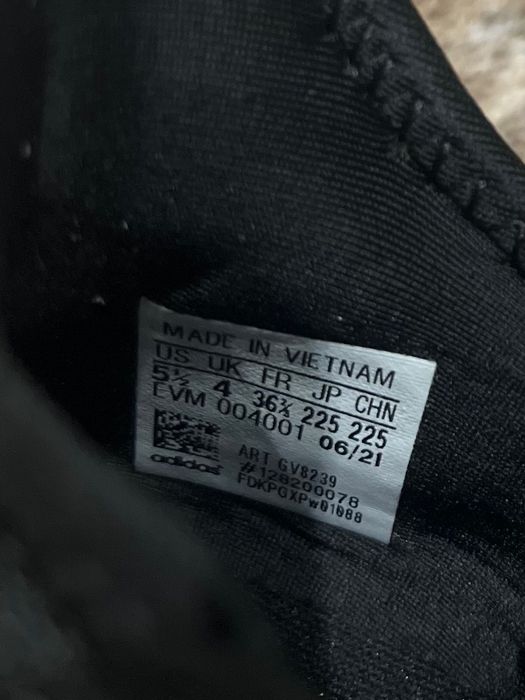 MADE IN VIETNAM
US UK FR JP CHN
5½ 4 36⅔ 225 225
EVM 004001 06/21
ART GV8239
#128200078
adidas
FDKPGXPw01088